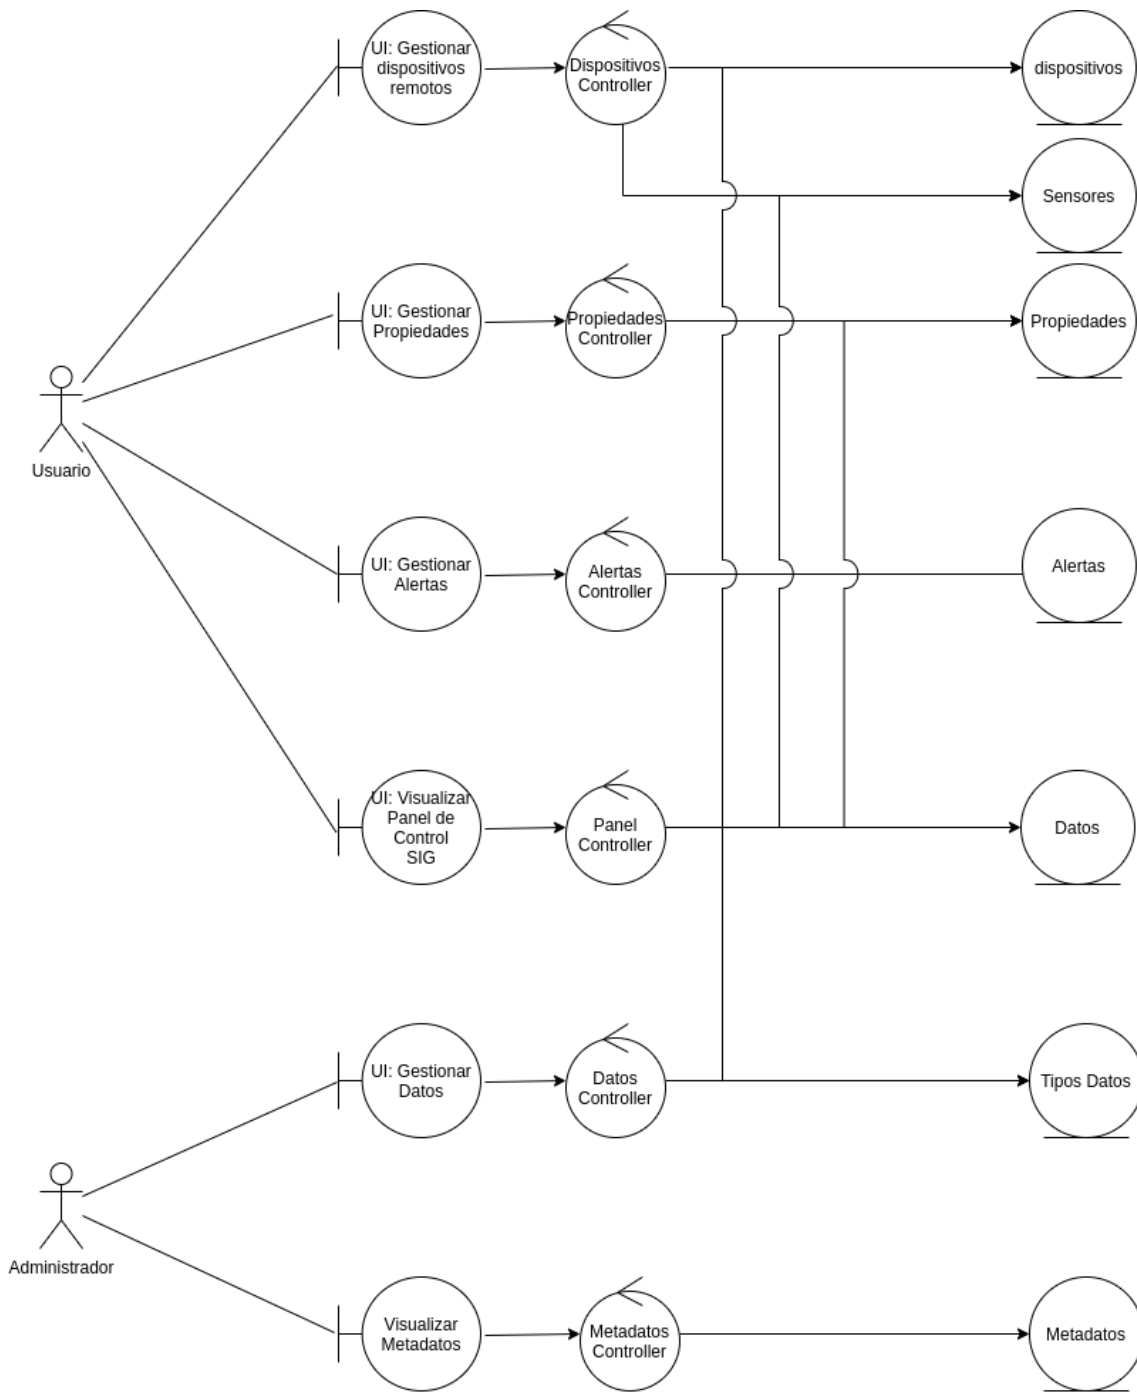 UI: Gestionar
dispositivos
remotos
Dispositivos
Controller
dispositivos
Sensores
UI: Gestionar
Propiedades
Propiedades
Controller
Propiedades
Usuario
UI: Gestionar
Alertas
Alertas
Controller
Alertas
UI: Visualizar
Panel de
Control
SIG
Panel
Controller
Datos
UI: Gestionar
Datos
Datos
Controller
Tipos Datos
Administrador
Visualizar
Metadatos
Metadatos
Controller
Metadatos